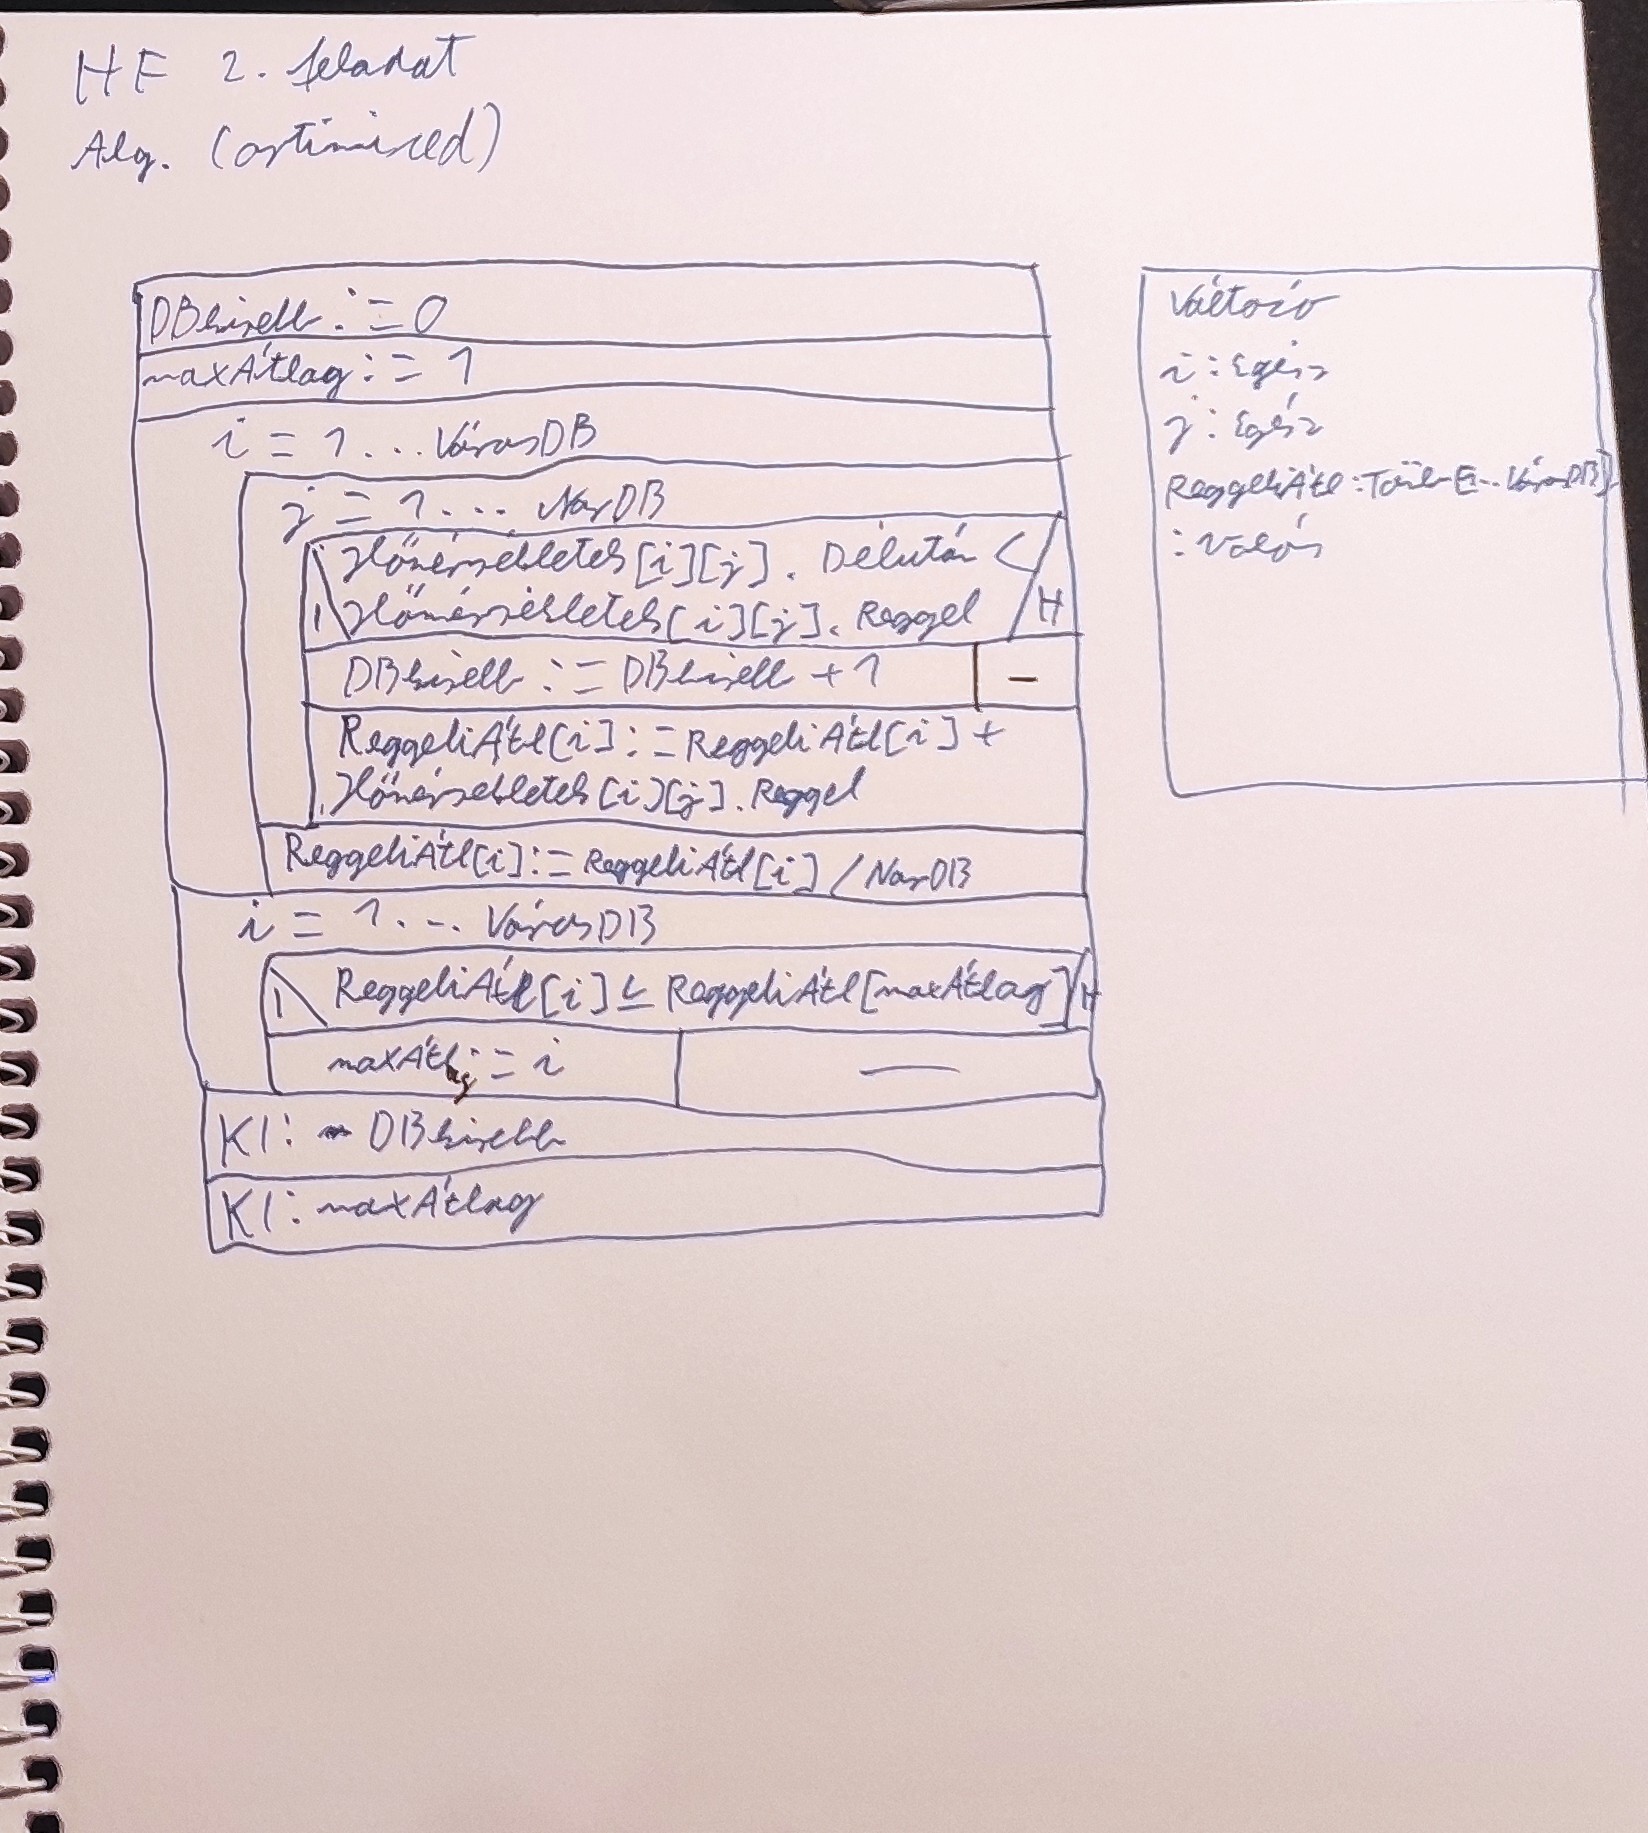 HF 2. feladat
Alg. (optimised)
DBkisebb := 0
maxÁtlag := 1
i = 1... VárosDB
j = 1... NapDB
I Hőmérsékletek[i][j]. Délután <
Hőmérsékletek[i][j]. Reggel H
DBkisebb := DBkisebb + 1 -
ReggeliÁtl[i] := ReggeliÁtl[i] +
Hőmérsékletek[i][j]. Reggel
ReggeliÁtl[i] := ReggeliÁtl[i] / NapDB
i = 1... VárosDB
I ReggeliÁtl[i] ≤ ReggeliÁtl[maxÁtlag] H
maxÁtlag := i —
KI: DBkisebb
KI: maxÁtlag
Változó
i : Egész
j : Egész
ReggeliÁtl : Tömb [1.. VárosDB]
: Valós